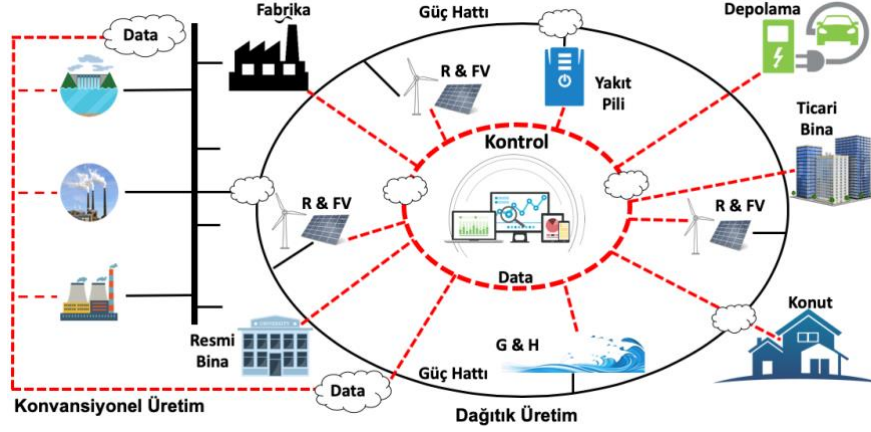 Fabrika
Güç Hattı
Depolama
Data
R & FV
Yakıt
Pili
Ticari
Bina
Kontrol
R & FV
R & FV
Data
Konut
UNIVERSITY
Resmi
Bina
G & H
Güç Hattı
Data
Konvansiyonel Üretim
Dağıtık Üretim